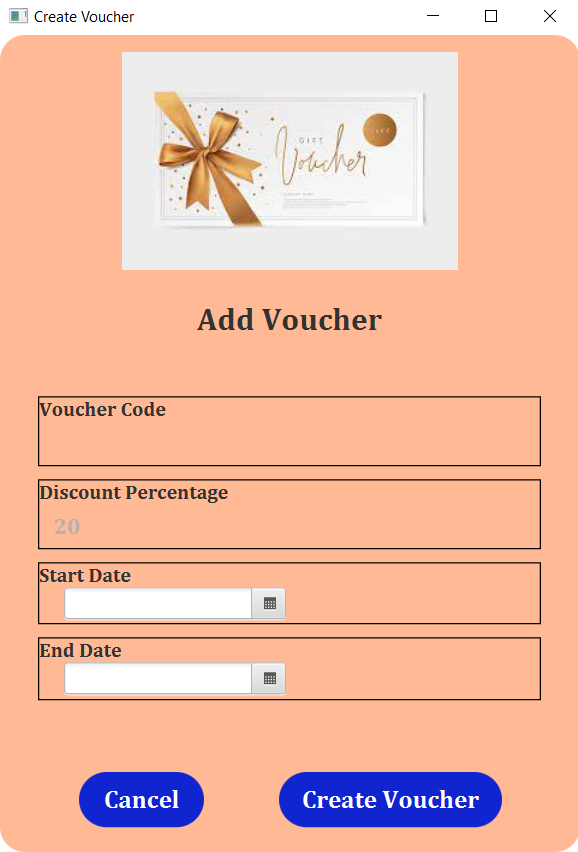 Create Voucher
GIFT
Voucher
Add Voucher
Voucher Code
Discount Percentage
20
Start Date
End Date
Cancel
Create Voucher